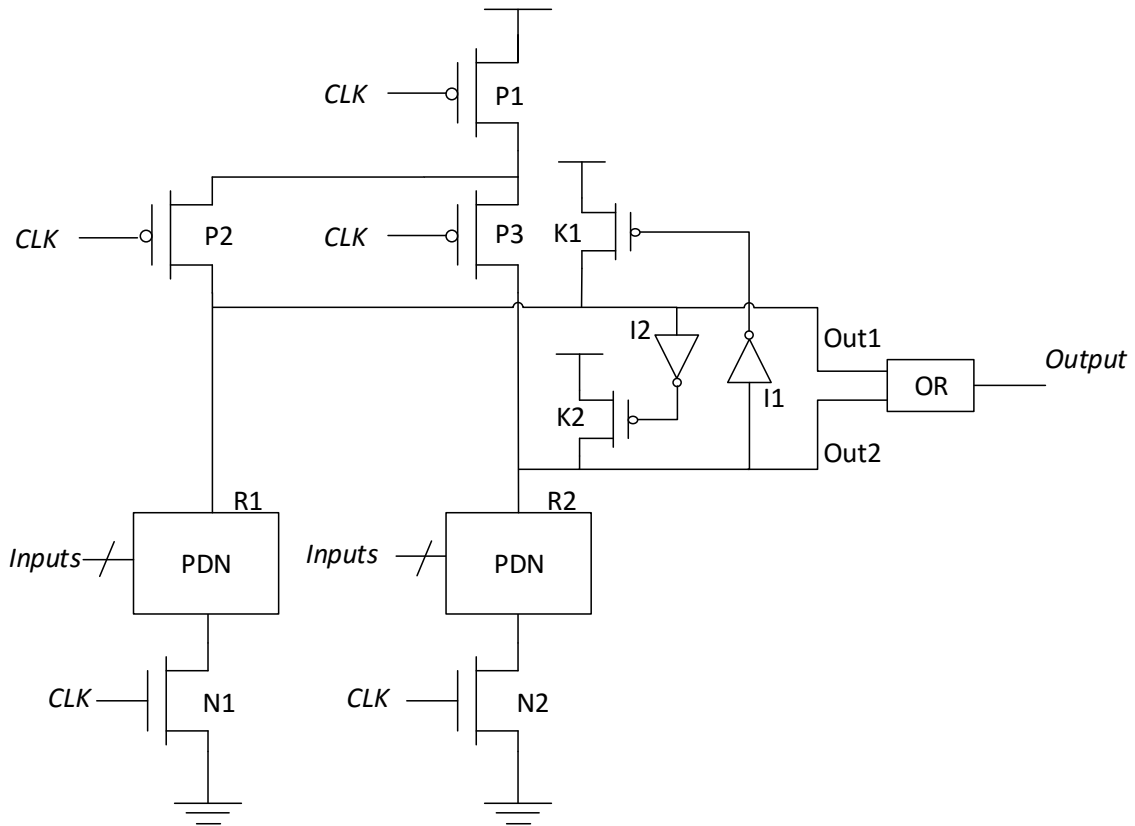 CLK
P1
CLK
P2
CLK
P3
K1
I2
I1
K2
Out1
Out2
OR
Output
R1
R2
Inputs
PDN
Inputs
PDN
CLK
N1
CLK
N2